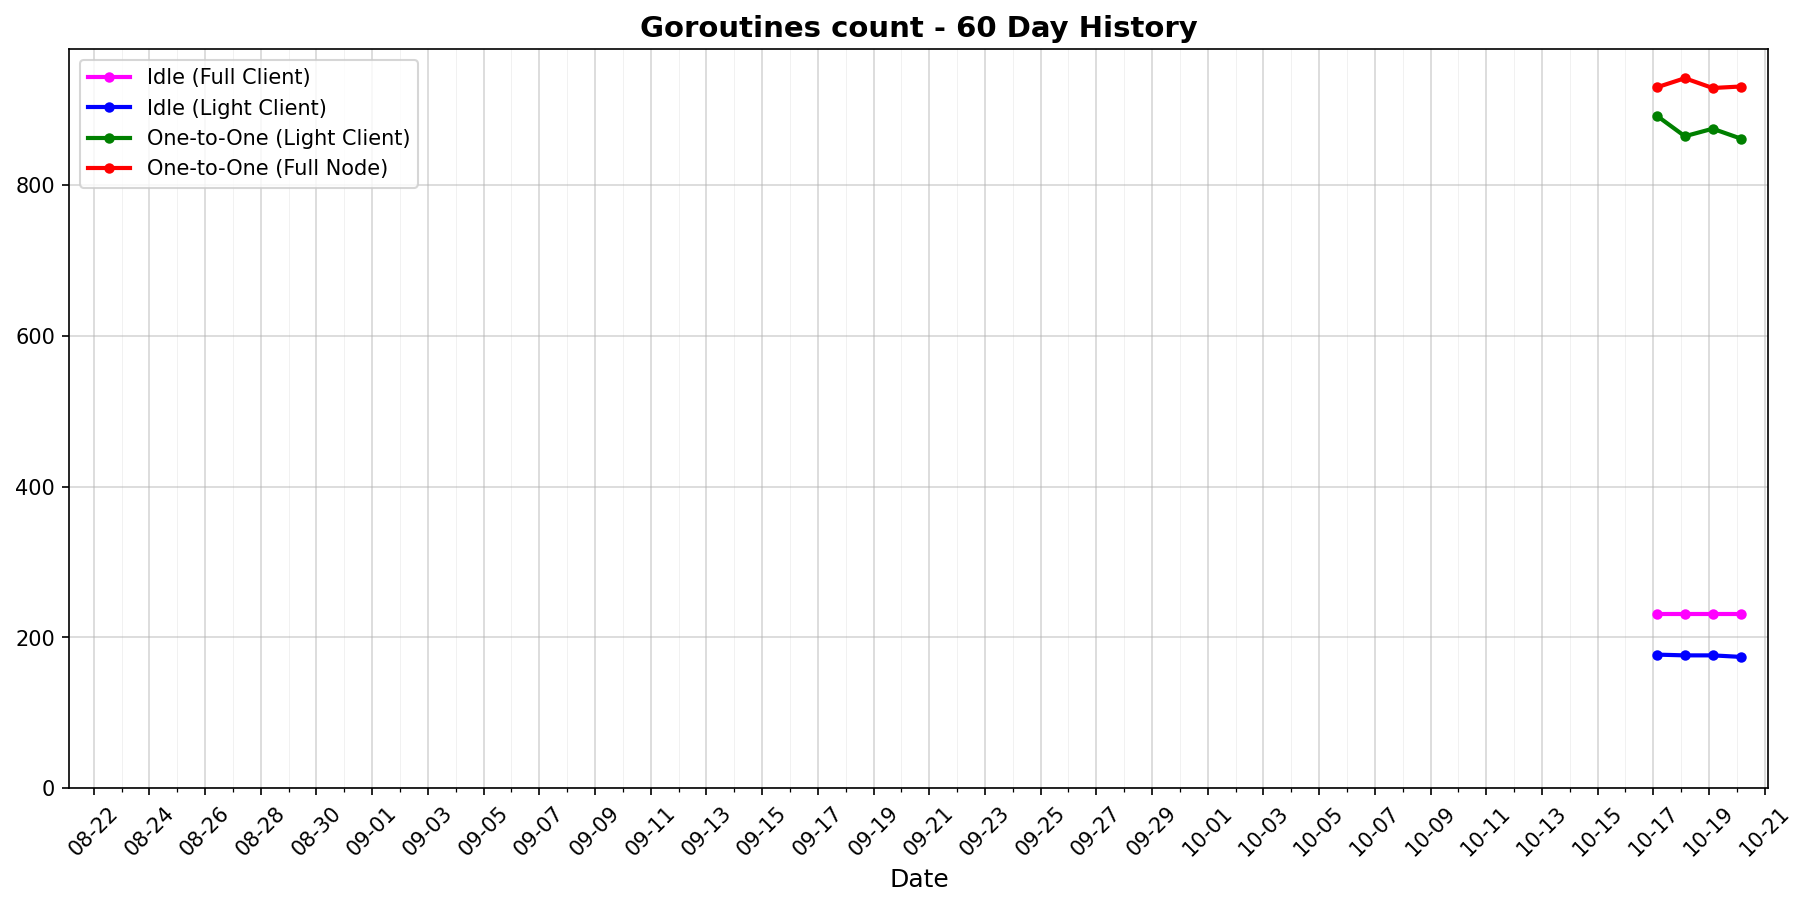 Goroutines count - 60 Day History
Idle (Full Client)
Idle (Light Client)
One-to-One (Light Client)
One-to-One (Full Node)
800
600
400
200
0
08-22 08-24 08-26 08-28 08-30 09-01 09-03 09-05 09-07 09-09 09-11 09-13 09-15 09-17 09-19 09-21 09-23 09-25 09-27 09-29 10-01 10-03 10-05 10-07 10-09 10-11 10-13 10-15 10-17 10-19 10-21
Date